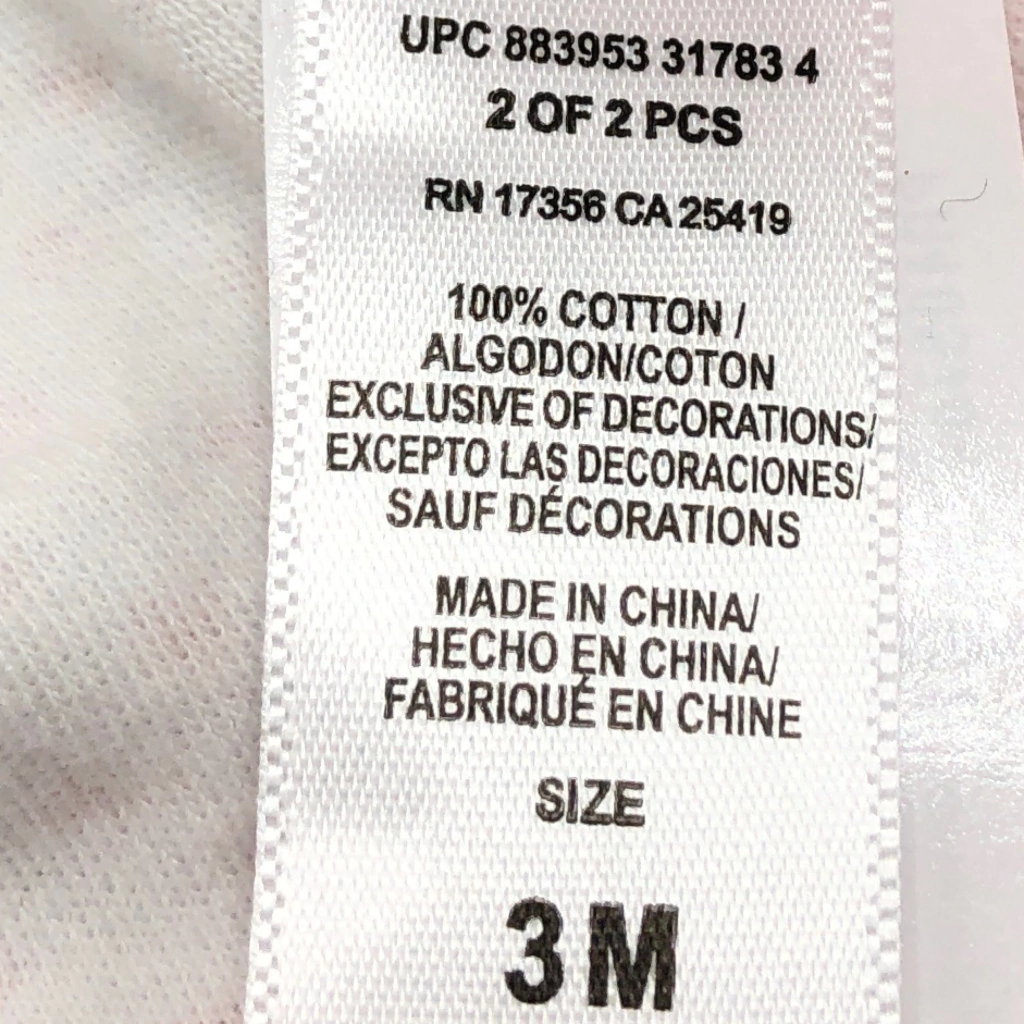 UPC 883953 31783 4
2 OF 2 PCS
RN 17356 CA 25419
100% COTTON /
ALGODON/COTON
EXCLUSIVE OF DECORATIONS/
EXCEPTO LAS DECORACIONES/
SAUF DÉCORATIONS
MADE IN CHINA/
HECHO EN CHINA/
FABRIQUÉ EN CHINE
SIZE
3 M